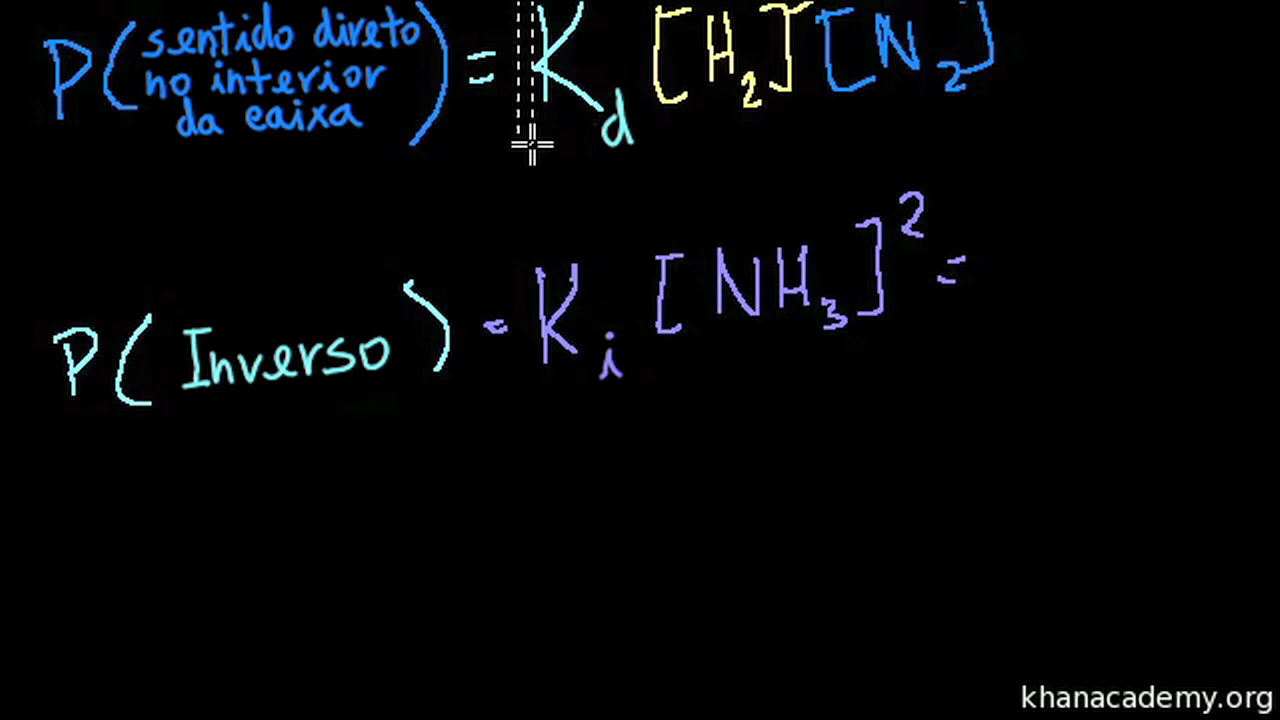 P(sentido direto no interior da caixa) = K_d [H_2] [N_2]
P(Inverso) = K_i [NH_3]^2 =
khanacademy.org